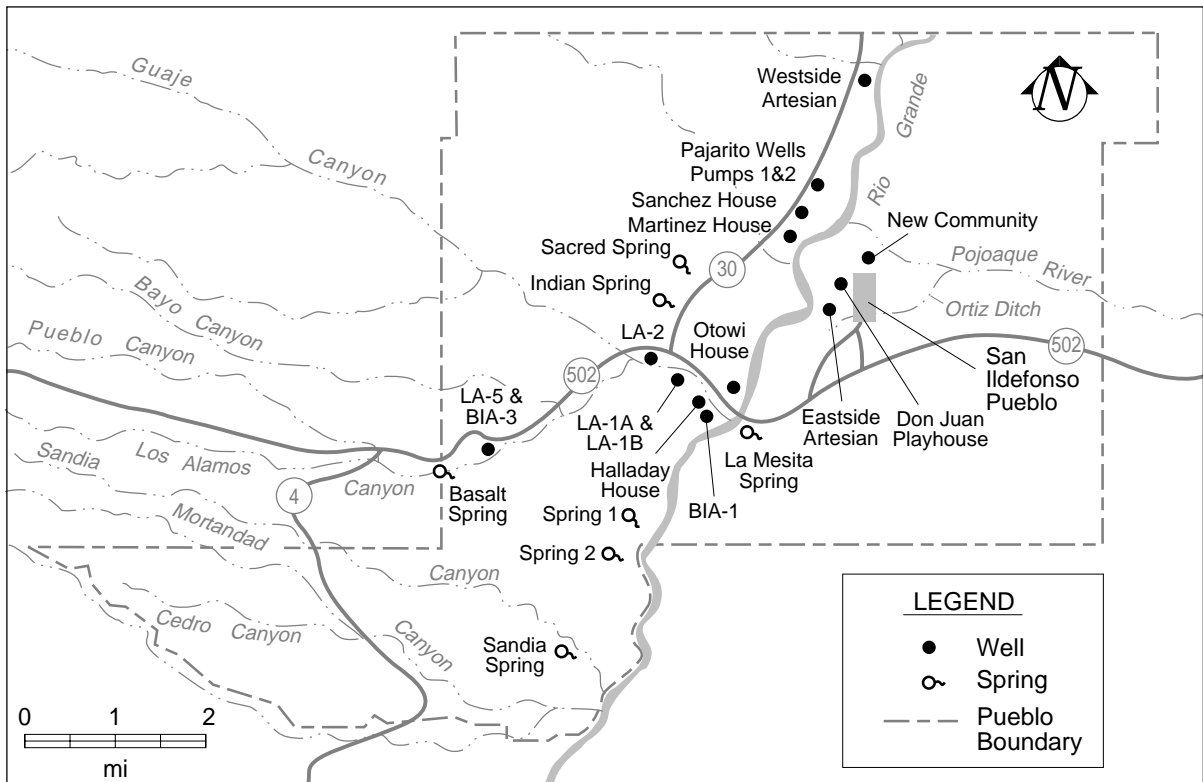 Guaje
Canyon
Westside
Artesian
N
Grande
Rio
Pajarito Wells
Pumps 1&2
Sanchez House
Martinez House
New Community
Sacred Spring
30
Pojoaque
River
Indian Spring
Ortiz Ditch
Bayo Canyon
Pueblo Canyon
LA-2
Otowi
House
502
502
San
Ildefonso
Pueblo
LA-5 &
BIA-3
LA-1A &
LA-1B
Eastside
Artesian
Don Juan
Playhouse
Halladay
House
La Mesita
Spring
BIA-1
Sandia
Los Alamos
Canyon
4
Basalt
Spring
Mortandad
Spring 1
Spring 2
Canyon
Cedro Canyon
Canyon
Sandia
Spring
LEGEND
Well
Spring
Pueblo
Boundary
0 1 2
mi